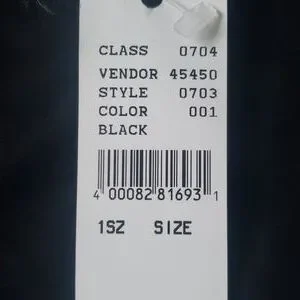 CLASS 0704
VENDOR 45450
STYLE 0703
COLOR 001
BLACK
4 00082 81693 1
1SZ SIZE